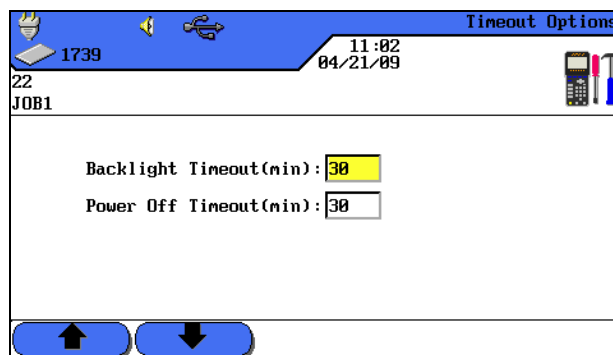 Timeout Options
1739
11:02
04/21/09
22
JOB1
Backlight Timeout(min): 30
Power Off Timeout(min): 30